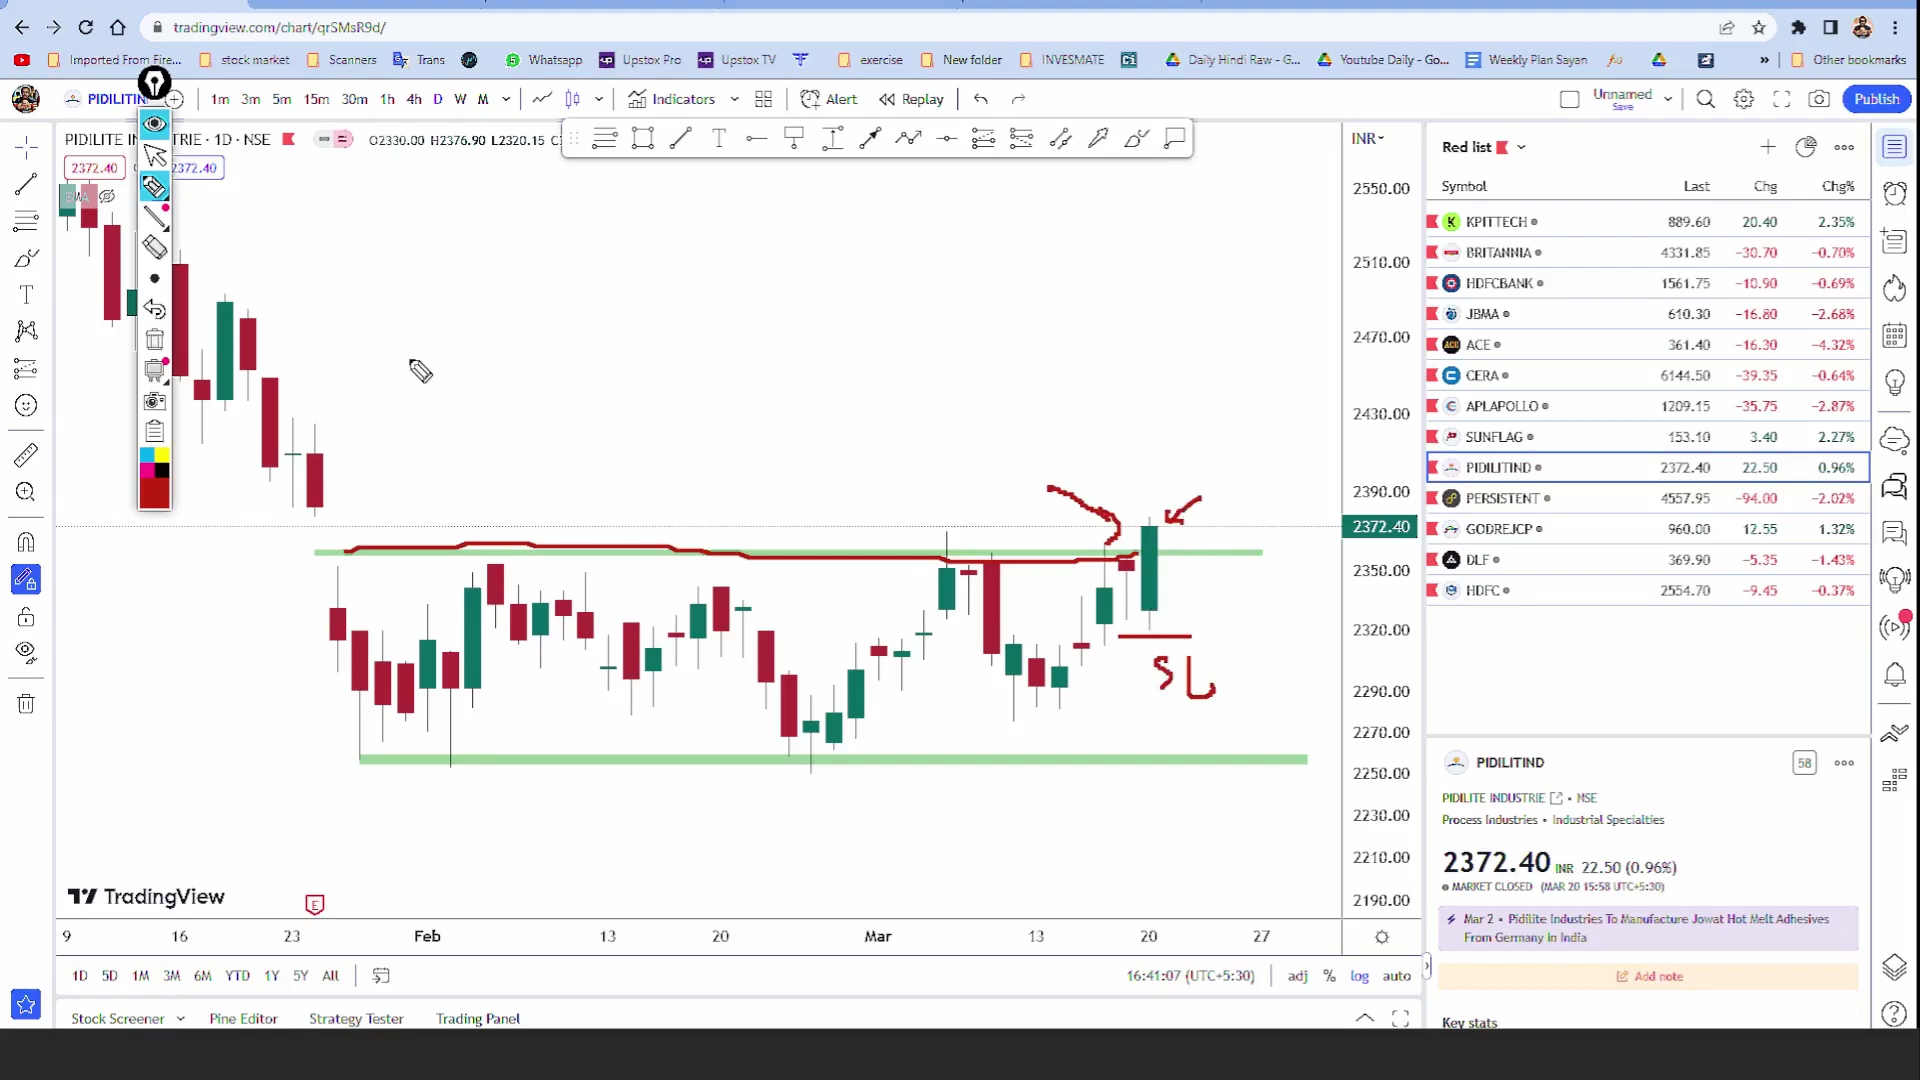 tradingview.com/chart/qrSMsR9d/
Imported From Fire...
stock market
Scanners
Trans
Whatsapp
Upstox Pro
Upstox TV
exercise
New folder
INVESMATE
Daily Hindi Raw - G...
Youtube Daily - Go...
Weekly Plan Sayan
Other bookmarks
1m 3m 5m 15m 30m 1h 4h D W M
Indicators
Alert
Replay
Unnamed
Save
Publish
PIDILITE IN TRIE · 1D · NSE
O2330.00 H2376.90 L2320.15
2372.40
2372.40
INR
2550.00
2510.00
2470.00
2430.00
2390.00
2372.40
2350.00
2320.00
2290.00
2270.00
2250.00
2230.00
2210.00
2190.00
SL
TradingView
E
9 16 23 Feb 13 20 Mar 13 20 27
1D 5D 1M 3M 6M YTD 1Y 5Y All
16:41:07 (UTC+5:30)
adj % log auto
Stock Screener
Pine Editor
Strategy Tester
Trading Panel
Red list
Symbol Last Chg Chg%
KPITTECH 889.60 20.40 2.35%
BRITANNIA 4331.85 −30.70 −0.70%
HDFCBANK 1561.75 −10.90 −0.69%
JBMA 610.30 −16.80 −2.68%
ACE 361.40 −16.30 −4.32%
CERA 6144.50 −39.35 −0.64%
APLAPOLLO 1209.15 −35.75 −2.87%
SUNFLAG 153.10 3.40 2.27%
PIDILITIND 2372.40 22.50 0.96%
PERSISTENT 4557.95 −94.00 −2.02%
GODREJCP 960.00 12.55 1.32%
DLF 369.90 −5.35 −1.43%
HDFC 2554.70 −9.45 −0.37%
PIDILITIND
58
PIDILITE INDUSTRIE • NSE
Process Industries • Industrial Specialties
2372.40 INR 22.50 (0.96%)
MARKET CLOSED (MAR 20 15:58 UTC+5:30)
Mar 2 • Pidilite Industries To Manufacture Jowat Hot Melt Adhesives
From Germany In India
Add note
Key stats